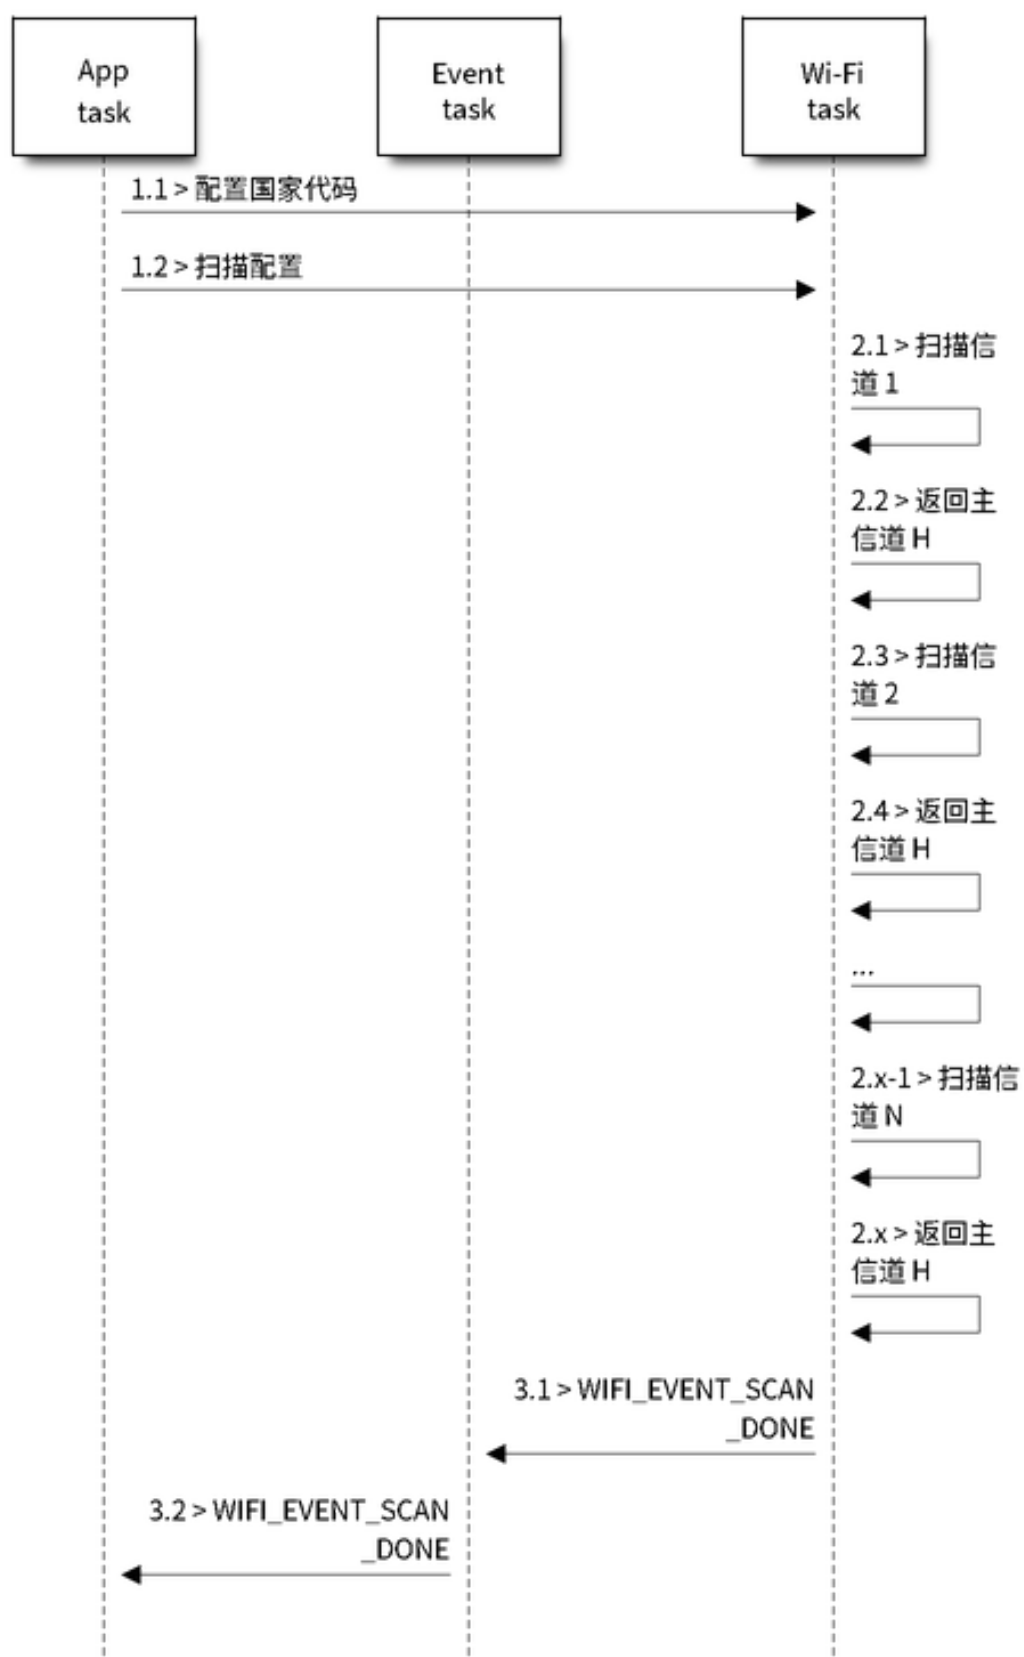 App
task
Event
task
Wi-Fi
task
1.1 > 配置国家代码
1.2 > 扫描配置
2.1 > 扫描信
道 1
2.2 > 返回主
信道 H
2.3 > 扫描信
道 2
2.4 > 返回主
信道 H
...
2.x-1 > 扫描信
道 N
2.x > 返回主
信道 H
3.1 > WIFI_EVENT_SCAN
_DONE
3.2 > WIFI_EVENT_SCAN
_DONE